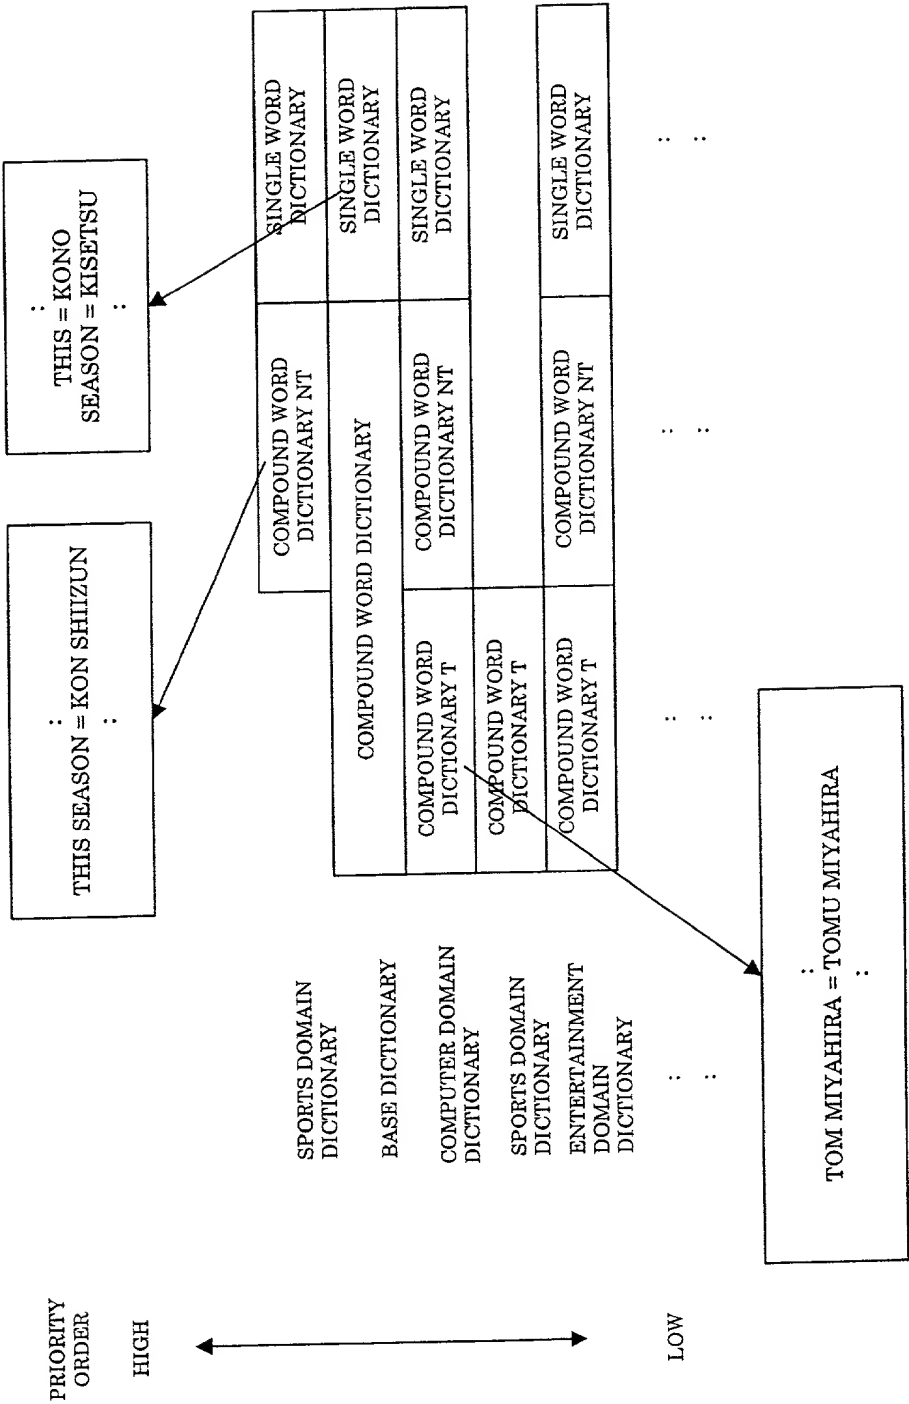 PRIORITY
ORDER
HIGH
LOW
THIS SEASON = KON SHIIZUN
THIS = KONO
SEASON = KISETSU
SPORTS DOMAIN
DICTIONARY
COMPOUND WORD
DICTIONARY NT
SINGLE WORD
DICTIONARY
BASE DICTIONARY
COMPOUND WORD DICTIONARY
SINGLE WORD
DICTIONARY
COMPUTER DOMAIN
DICTIONARY
COMPOUND WORD
DICTIONARY T
COMPOUND WORD
DICTIONARY NT
SINGLE WORD
DICTIONARY
SPORTS DOMAIN
DICTIONARY
COMPOUND WORD
DICTIONARY T
ENTERTAINMENT
DOMAIN
DICTIONARY
COMPOUND WORD
DICTIONARY T
COMPOUND WORD
DICTIONARY NT
SINGLE WORD
DICTIONARY
TOM MIYAHIRA = TOMU MIYAHIRA